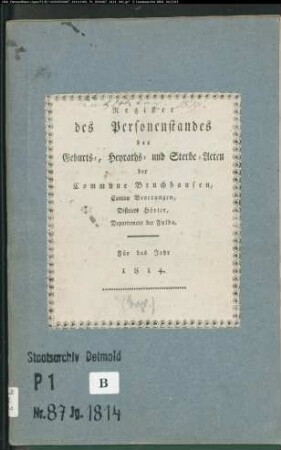 Register
des Personenstandes
der
Geburts-, Heyraths- und Sterbe-Acten
der
Commune Bruchhausen,
Canton Beverungen,
Districts Höxter,
Departement der Fulda.
Für das Jahr
1814.
Staatsarchiv Detmold
P 1
B
Nr. 87 Jg. 1814